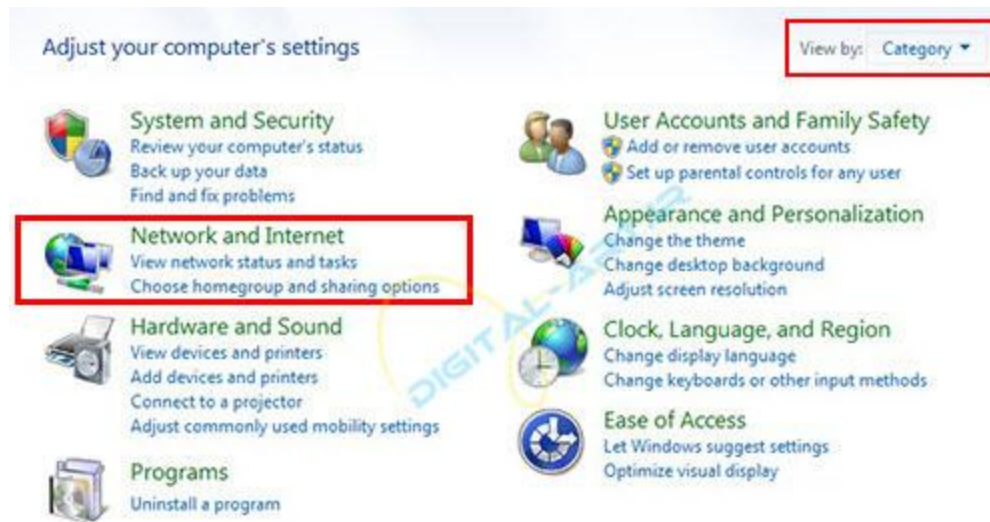 Adjust your computer's settings
View by: Category
System and Security
Review your computer's status
Back up your data
Find and fix problems
Network and Internet
View network status and tasks
Choose homegroup and sharing options
Hardware and Sound
View devices and printers
Add devices and printers
Connect to a projector
Adjust commonly used mobility settings
Programs
Uninstall a program
User Accounts and Family Safety
Add or remove user accounts
Set up parental controls for any user
Appearance and Personalization
Change the theme
Change desktop background
Adjust screen resolution
Clock, Language, and Region
Change display language
Change keyboards or other input methods
Ease of Access
Let Windows suggest settings
Optimize visual display